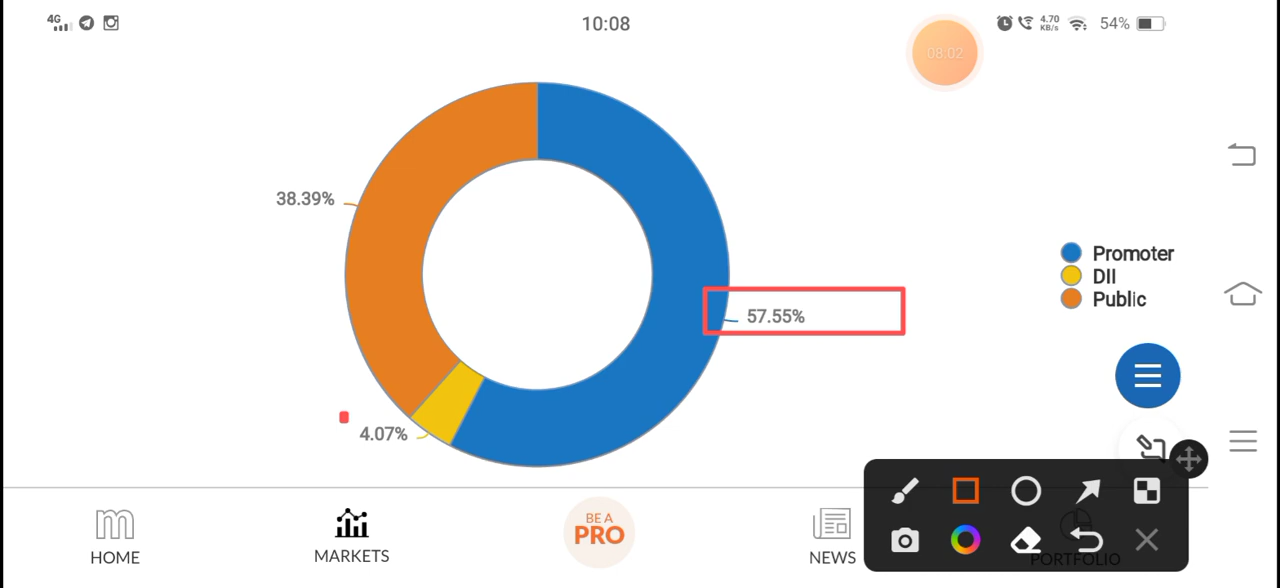 4G
10:08
4.70
KB/s
54%
08:02
38.39%
Promoter
DII
Public
57.55%
4.07%
HOME
MARKETS
BE A
PRO
NEWS
PORTFOLIO